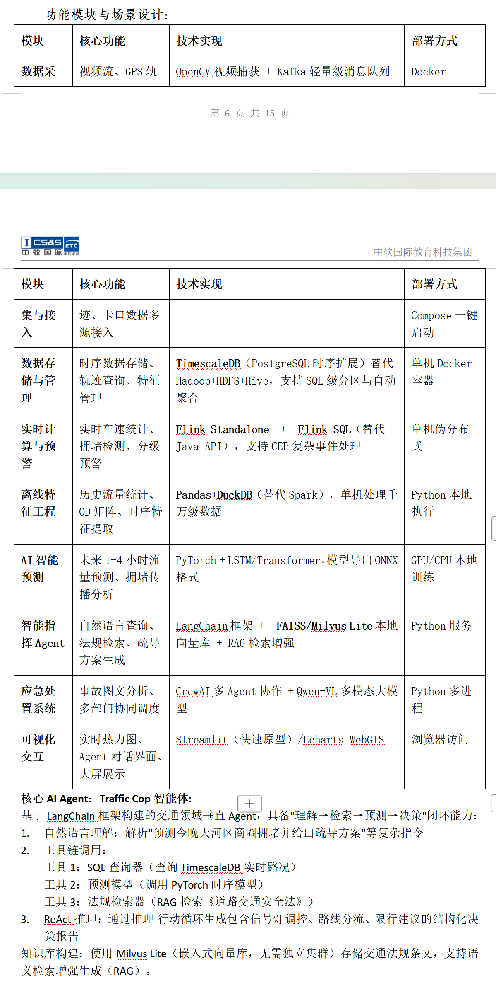 功能模块与场景设计：
模块 核心功能 技术实现 部署方式
数据采 视频流、GPS 轨 OpenCV 视频捕获 + Kafka 轻量级消息队列 Docker
第 6 页 共 15 页
I CS&S ETC
中软国际 中软卓越
中软国际教育科技集团
模块 核心功能 技术实现 部署方式
集与接
入
迹、卡口数据多
源接入
Compose 一键
启动
数据存
储与管
理
时序数据存储、
轨迹查询、特征
管理
TimescaleDB（PostgreSQL 时序扩展）替代
Hadoop+HDFS+Hive，支持 SQL 级分区与自动
聚合
单机 Docker
容器
实时计
算与预
警
实时车速统计、
拥堵检测、分级
预警
Flink Standalone + Flink SQL（替代
Java API），支持 CEP 复杂事件处理
单机伪分布
式
离线特
征工程
历史流量统计、
OD 矩阵、时序特
征提取
Pandas+DuckDB（替代 Spark），单机处理千
万级数据
Python 本地
执行
AI 智能
预测
未来 1-4 小时流
量预测、拥堵传
播分析
PyTorch + LSTM/Transformer，模型导出 ONNX
格式
GPU/CPU 本地
训练
智能指
挥 Agent
自然语言查询、
法规检索、疏导
方案生成
LangChain 框架 + FAISS/Milvus Lite 本地
向量库 + RAG 检索增强
Python 服务
应急处
置系统
事故图文分析、
多部门协同调度
CrewAI 多 Agent 协作 + Qwen-VL 多模态大模
型
Python 多进
程
可视化
交互
实时热力图、
Agent 对话界面、
大屏展示
Streamlit（快速原型）/Echarts WebGIS
浏览器访问
核心 AI Agent：Traffic Cop 智能体:
基于 LangChain 框架构建的交通领域垂直 Agent，具备"理解→检索→预测→决策"闭环能力：
1. 自然语言理解：解析"预测今晚天河区商圈拥堵并给出疏导方案"等复杂指令
2. 工具链调用：
工具 1：SQL 查询器（查询 TimescaleDB 实时路况）
工具 2：预测模型（调用 PyTorch 时序模型）
工具 3：法规检索器（RAG 检索《道路交通安全法》）
3. ReAct 推理：通过推理-行动循环生成包含信号灯调控、路线分流、限行建议的结构化决
策报告
知识库构建：使用 Milvus Lite（嵌入式向量库，无需独立集群）存储交通法规条文，支持语
义检索增强生成（RAG）。